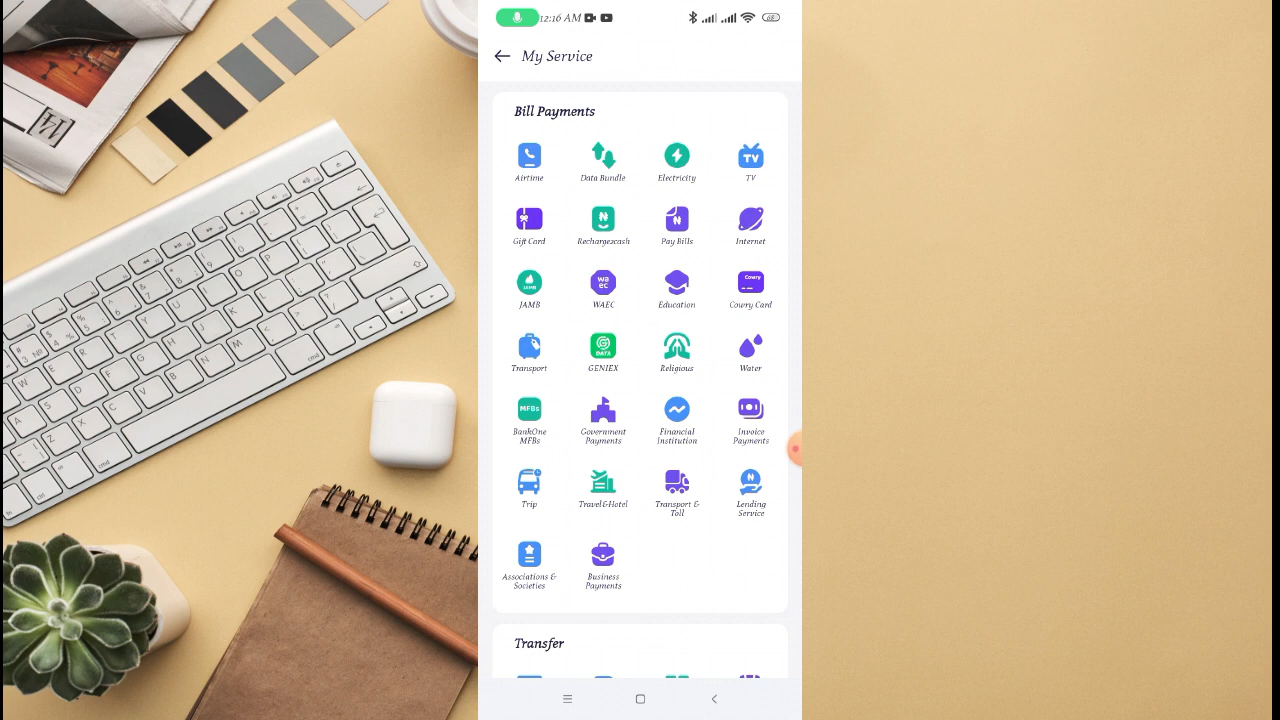 12:16 AM
68
My Service
Bill Payments
Airtime Data Bundle Electricity TV
Gift Card Recharge2cash Pay Bills Internet
JAMB WAEC Education Cowry Card
Transport GENIEX Religious Water
BankOne MFBs
Government Payments
Financial Institution
Invoice Payments
Trip
Travel&Hotel
Transport & Toll
Lending Service
Associations & Societies
Business Payments
Transfer